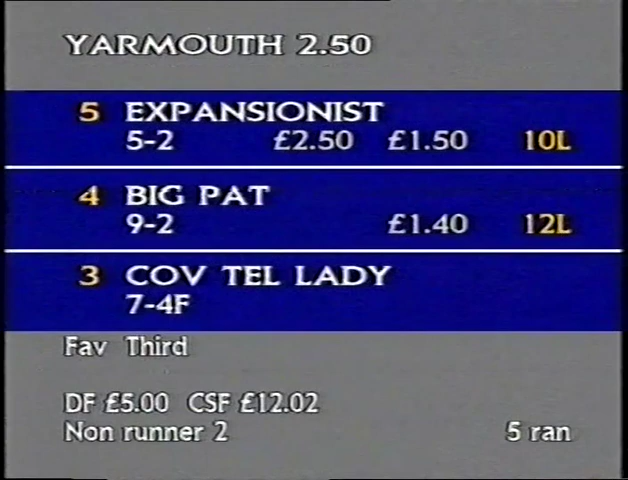 YARMOUTH 2.50
5 EXPANSIONIST
5-2 £2.50 £1.50 10L
4 BIG PAT
9-2 £1.40 12L
3 COV TEL LADY
7-4F
Fav Third
DF £5.00 CSF £12.02
Non runner 2 5 ran